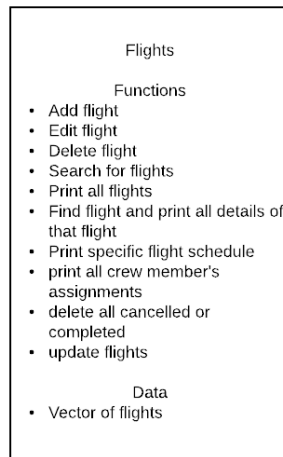 Flights
Functions
• Add flight
• Edit flight
• Delete flight
• Search for flights
• Print all flights
• Find flight and print all details of
that flight
• Print specific flight schedule
• print all crew member's
assignments
• delete all cancelled or
completed
• update flights
Data
• Vector of flights